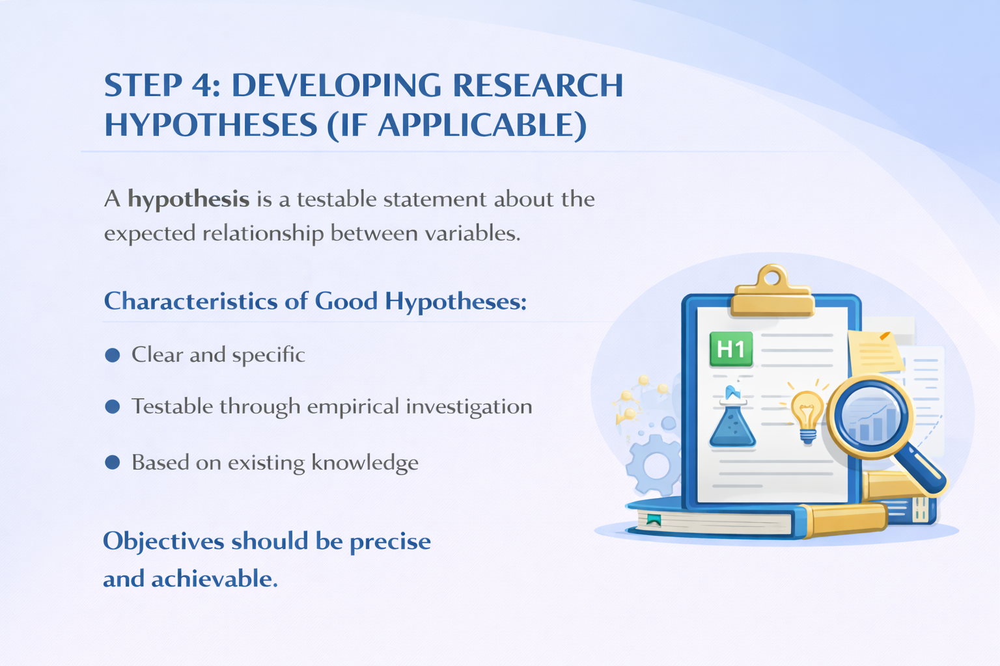 STEP 4: DEVELOPING RESEARCH
HYPOTHESES (IF APPLICABLE)
A hypothesis is a testable statement about the
expected relationship between variables.
Characteristics of Good Hypotheses:
Clear and specific
Testable through empirical investigation
Based on existing knowledge
Objectives should be precise
and achievable.
H1